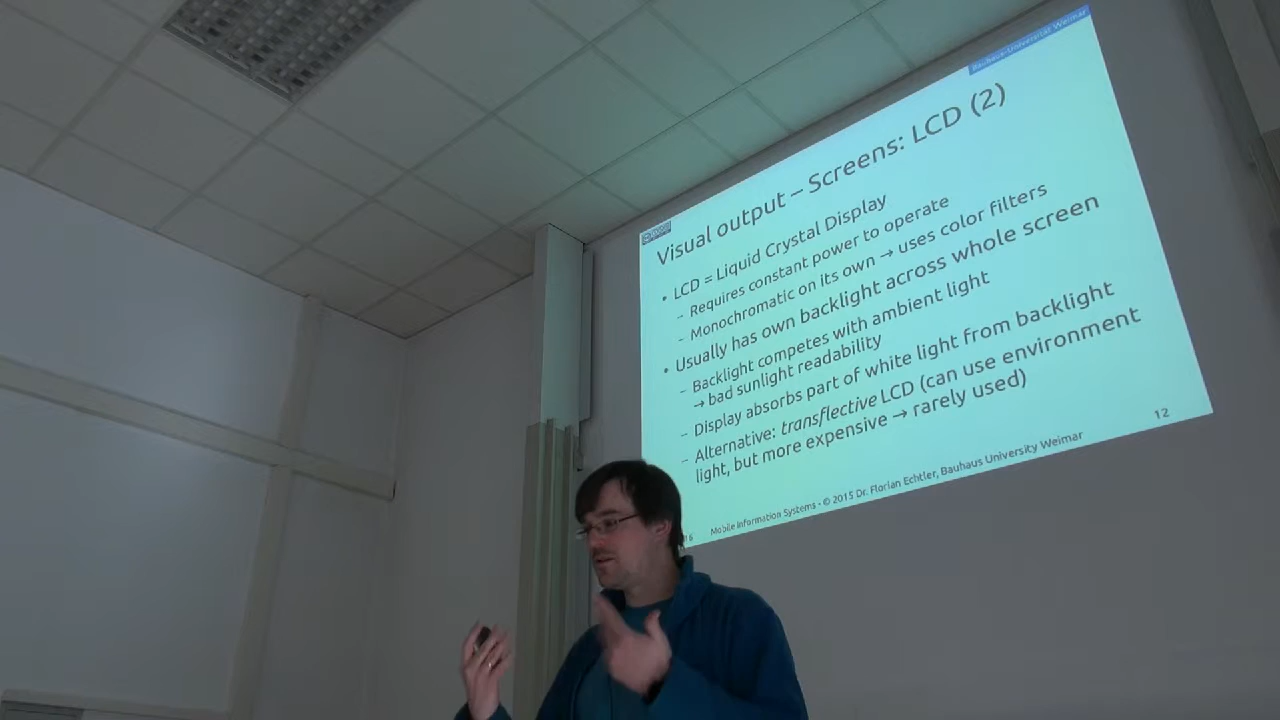 Bauhaus-Universität Weimar
Visual output – Screens: LCD (2)
• LCD = Liquid Crystal Display
– Requires constant power to operate
– Monochromatic on its own → uses color filters
• Usually has own backlight across whole screen
– Backlight competes with ambient light
→ bad sunlight readability
– Display absorbs part of white light from backlight
– Alternative: transflective LCD (can use environment
light, but more expensive → rarely used)
Mobile Information Systems - © 2015 Dr. Florian Echtler, Bauhaus University Weimar
12